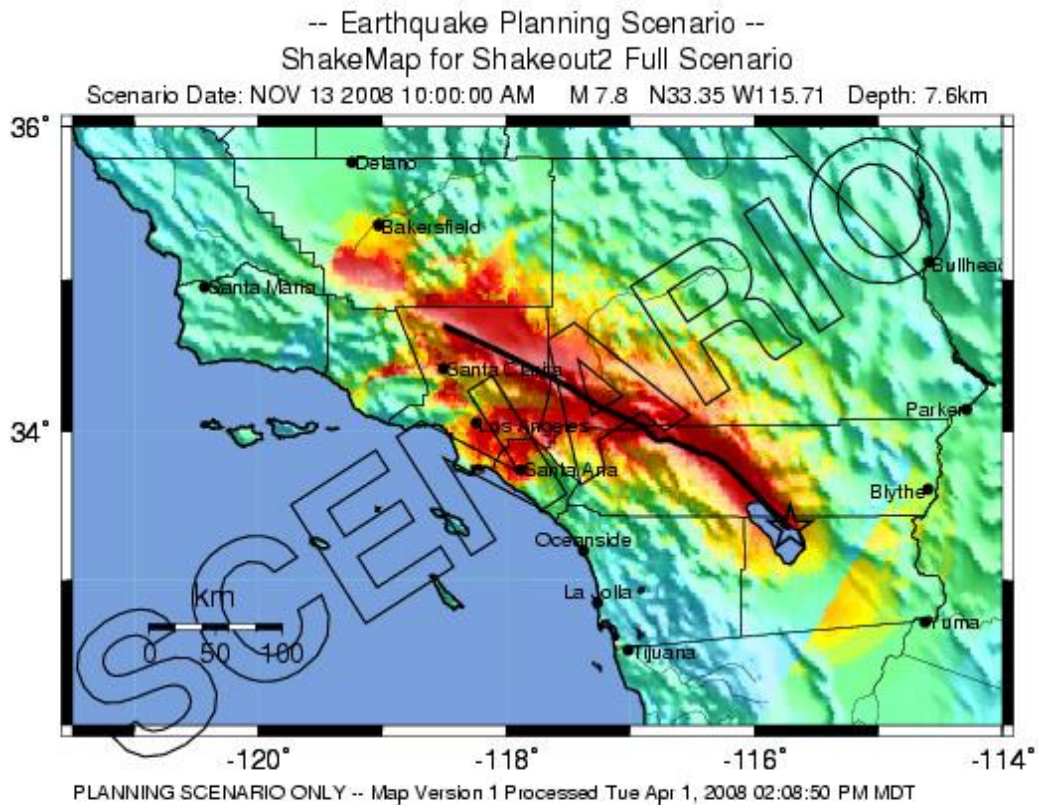 -- Earthquake Planning Scenario --
ShakeMap for Shakeout2 Full Scenario
Scenario Date: NOV 13 2008 10:00:00 AM M 7.8 N33.35 W115.71 Depth: 7.6km
36°
Delano
Bakersfield
Bullhead
Santa Maria
Santa Clarita
34°
Parker
Los Angeles
Santa Ana
Blythe
Oceanside
La Jolla
km
0 50 100
Yuma
Tijuana
SCENARIO
-120° -118° -116° -114°
PLANNING SCENARIO ONLY -- Map Version 1 Processed Tue Apr 1, 2008 02:08:50 PM MDT